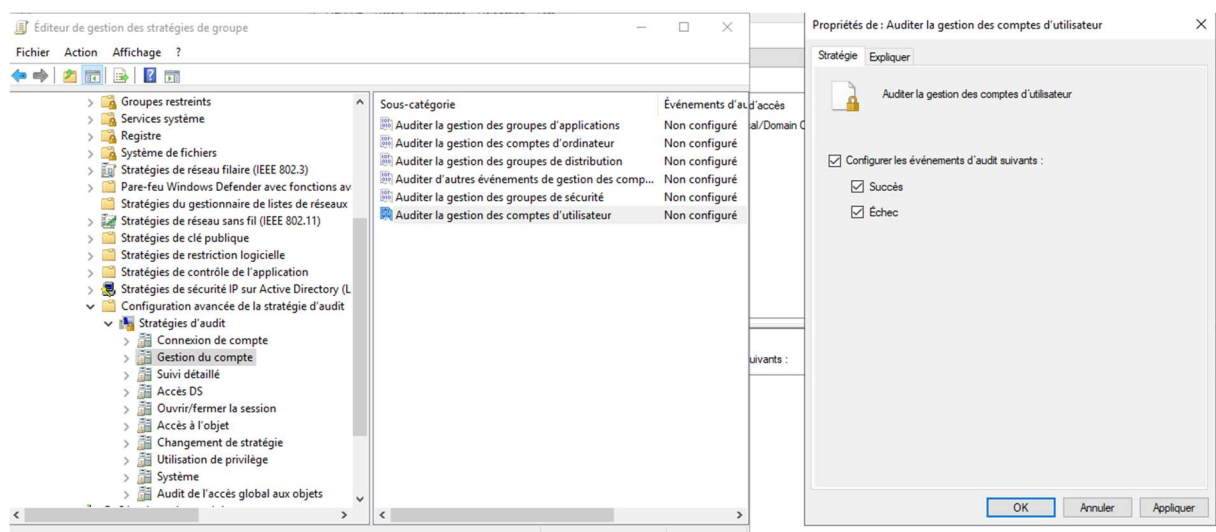 Éditeur de gestion des stratégies de groupe
Fichier Action Affichage ?
Groupes restreints
Services système
Registre
Système de fichiers
Stratégies de réseau filaire (IEEE 802.3)
Pare-feu Windows Defender avec fonctions av
Stratégies du gestionnaire de listes de réseaux
Stratégies de réseau sans fil (IEEE 802.11)
Stratégies de clé publique
Stratégies de restriction logicielle
Stratégies de contrôle de l'application
Stratégies de sécurité IP sur Active Directory (L
Configuration avancée de la stratégie d'audit
Stratégies d'audit
Connexion de compte
Gestion du compte
Suivi détaillé
Accès DS
Ouvrir/fermer la session
Accès à l'objet
Changement de stratégie
Utilisation de privilège
Système
Audit de l'accès global aux objets
Sous-catégorie Événements d'au
Auditer la gestion des groupes d'applications Non configuré
Auditer la gestion des comptes d'ordinateur Non configuré
Auditer la gestion des groupes de distribution Non configuré
Auditer d'autres événements de gestion des comp... Non configuré
Auditer la gestion des groupes de sécurité Non configuré
Auditer la gestion des comptes d'utilisateur Non configuré
d'accès
al/Domain C
uivants :
Propriétés de : Auditer la gestion des comptes d'utilisateur
Stratégie Expliquer
Auditer la gestion des comptes d'utilisateur
Configurer les événements d'audit suivants :
Succès
Échec
OK Annuler Appliquer